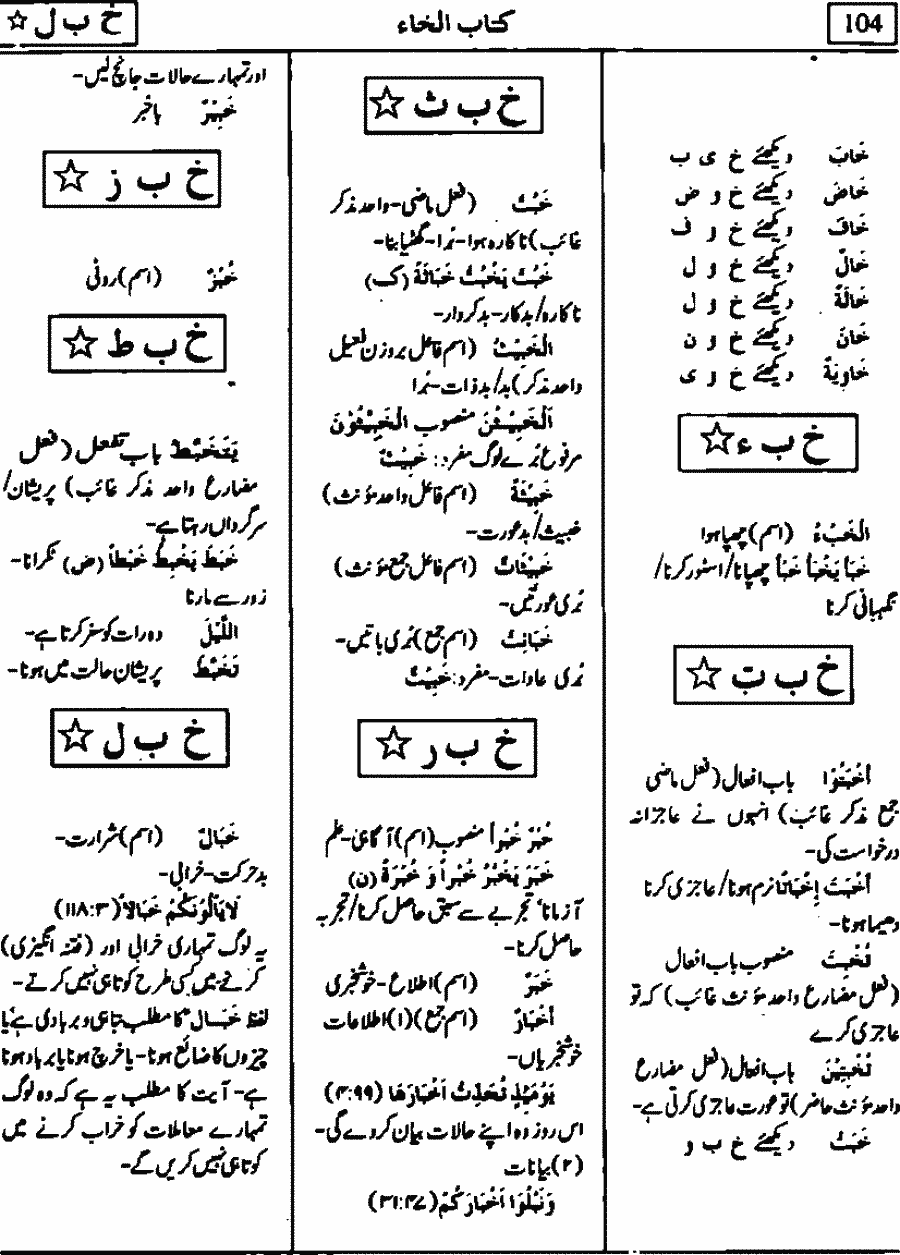 104
كتاب الخاء
خ ب ل ☆
خَابَ دیکھئے خ ی ب
خَاضَ دیکھئے خ و ض
خَافَ دیکھئے خ و ف
خَالٌ دیکھئے خ و ل
خَالَةٌ دیکھئے خ و ل
خَانَ دیکھئے خ و ن
خَاوِيَةٌ دیکھئے خ و ی
خ ب ء ☆
الْخَبْءُ (اسم) چھپا ہوا
خَبَأَ يَخْبَأُ خَبْأً چھپانا/اسٹور کرنا/
نگہبانی کرنا
خ ب ت ☆
أَخْبَتُوْا باب افعال (فعل ماضی
جمع مذکر غائب) انہوں نے عاجزانہ
درخواست کی-
أَخْبَتَ إِخْبَاتًا نرم ہونا/عاجزی کرنا
دھیما ہونا-
تُخْبِتَ منصوب باب افعال
(فعل مضارع واحد مؤنث غائب) کہ تو
عاجزی کرے
تُخْبِتِيْنَ باب افعال (فعل مضارع
واحد مؤنث حاضر) تو عورت عاجزی کرتی ہے-
خَبَتْ دیکھئے خ ب و
خ ب ث ☆
خَبُثَ (فعل ماضی-واحد مذکر
غائب) ناکارہ ہوا-بُرا-گھٹیا بنا-
خَبُثَ يَخْبُثُ خَبَاثَةً (ک)
ناکارہ/بدکار-بدکردار-
الْخَبِيْثُ (اسم فاعل بروزن فعیل
واحد مذکر) بد/بدذات-بُرا
اَلْخَبِيْثِيْنَ منصوب الْخَبِيْثُوْنَ
مرفوع بُرے لوگ مفرد: خَبِيْثٌ
خَبِيْثَةٌ (اسم فاعل واحد مؤنث)
خبیث/بدعورت-
خَبِيْثَاتٌ (اسم فاعل جمع مؤنث)
بُری عورتیں-
خَبَائِثُ (اسم جمع) بُری باتیں-
بُری عادات-مفرد: خَبِيْثٌ
خ ب ر ☆
خُبْرٌ خُبْراً منصوب (اسم) آگاہی-علم
خَبَرَ يَخْبُرُ خُبْراً وَ خُبْرَةً (ن)
آزمانا' تجربے سے سبق حاصل کرنا/تجربہ
حاصل کرنا-
خَبَرٌ (اسم) اطلاع-خوشخبری
أَخْبَارٌ (اسم جمع) (۱) اطلاعات
خوشخبریاں-
يَوْمَئِذٍ تُحَدِّثُ أَخْبَارَهَا (۴:۹۹)
اس روز وہ اپنے حالات بیان کردے گی-
(۲) بیانات
وَنَبْلُوَا أَخْبَارَكُمْ (۳۱:۴۷)
اور تمہارے حالات جانچ لیں-
خَبِيْرٌ باخبر
خ ب ز ☆
خُبْزٌ (اسم) روٹی
خ ب ط ☆
يَتَخَبَّطُ باب تفعل (فعل
مضارع واحد مذکر غائب) پریشان/
سرگرداں رہتا ہے-
خَبَطَ يَخْبِطُ خَبْطاً (ض) ٹکرانا-
زور سے مارنا
اللَّيْلَ وہ رات کو سفر کرتا ہے-
تَخَبَّطَ پریشان حالت میں ہونا-
خ ب ل ☆
خَبَالٌ (اسم) شرارت-
بدحرکت-خرابی-
لَا يَأْلُوْنَكُمْ خَبَالاً (۱۱۸:۳)
یہ لوگ تمہاری خرابی اور (فتنہ انگیزی)
کرنے میں کسی طرح کوتاہی نہیں کرتے-
لفظ خَبَال کا مطلب تباہی و بربادی ہے' یا
چیزوں کا ضائع ہونا-یا خرچ ہونا یا برباد ہونا
ہے-آیت کا مطلب یہ ہے کہ وہ لوگ
تمہارے معاملات کو خراب کرنے میں
کوتاہی نہیں کریں گے-